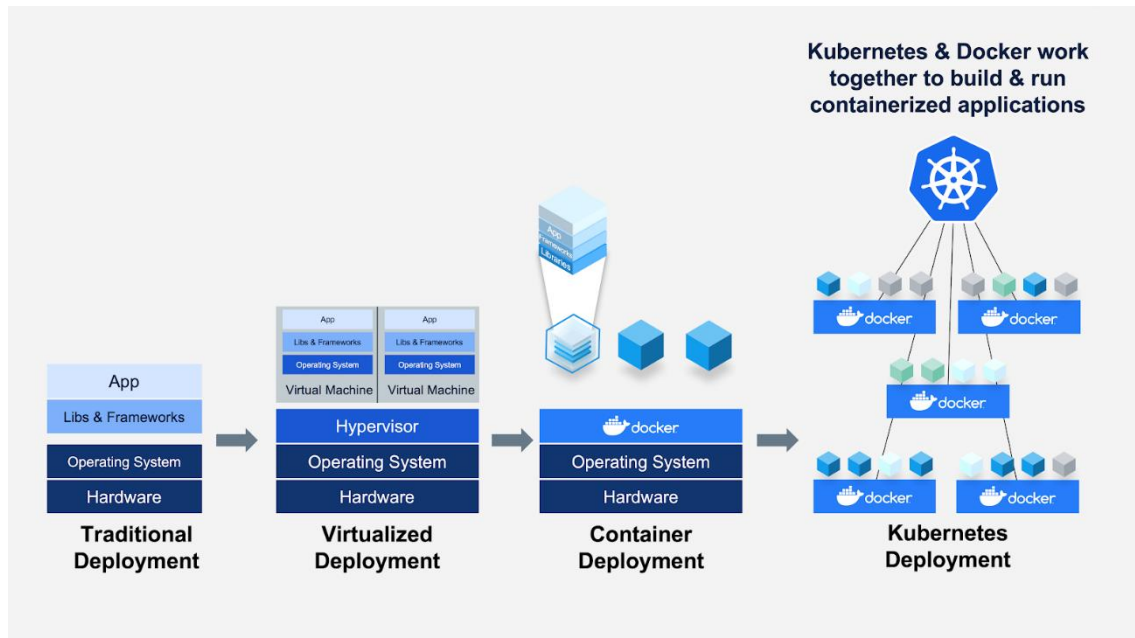 Kubernetes & Docker work
together to build & run
containerized applications
App
Libs & Frameworks
Operating System
Hardware
Traditional
Deployment
App
Libs & Frameworks
Operating System
Virtual Machine
App
Libs & Frameworks
Operating System
Virtual Machine
Hypervisor
Operating System
Hardware
Virtualized
Deployment
App
Frameworks
Libraries
docker
Operating System
Hardware
Container
Deployment
docker
docker
docker
docker
docker
Kubernetes
Deployment